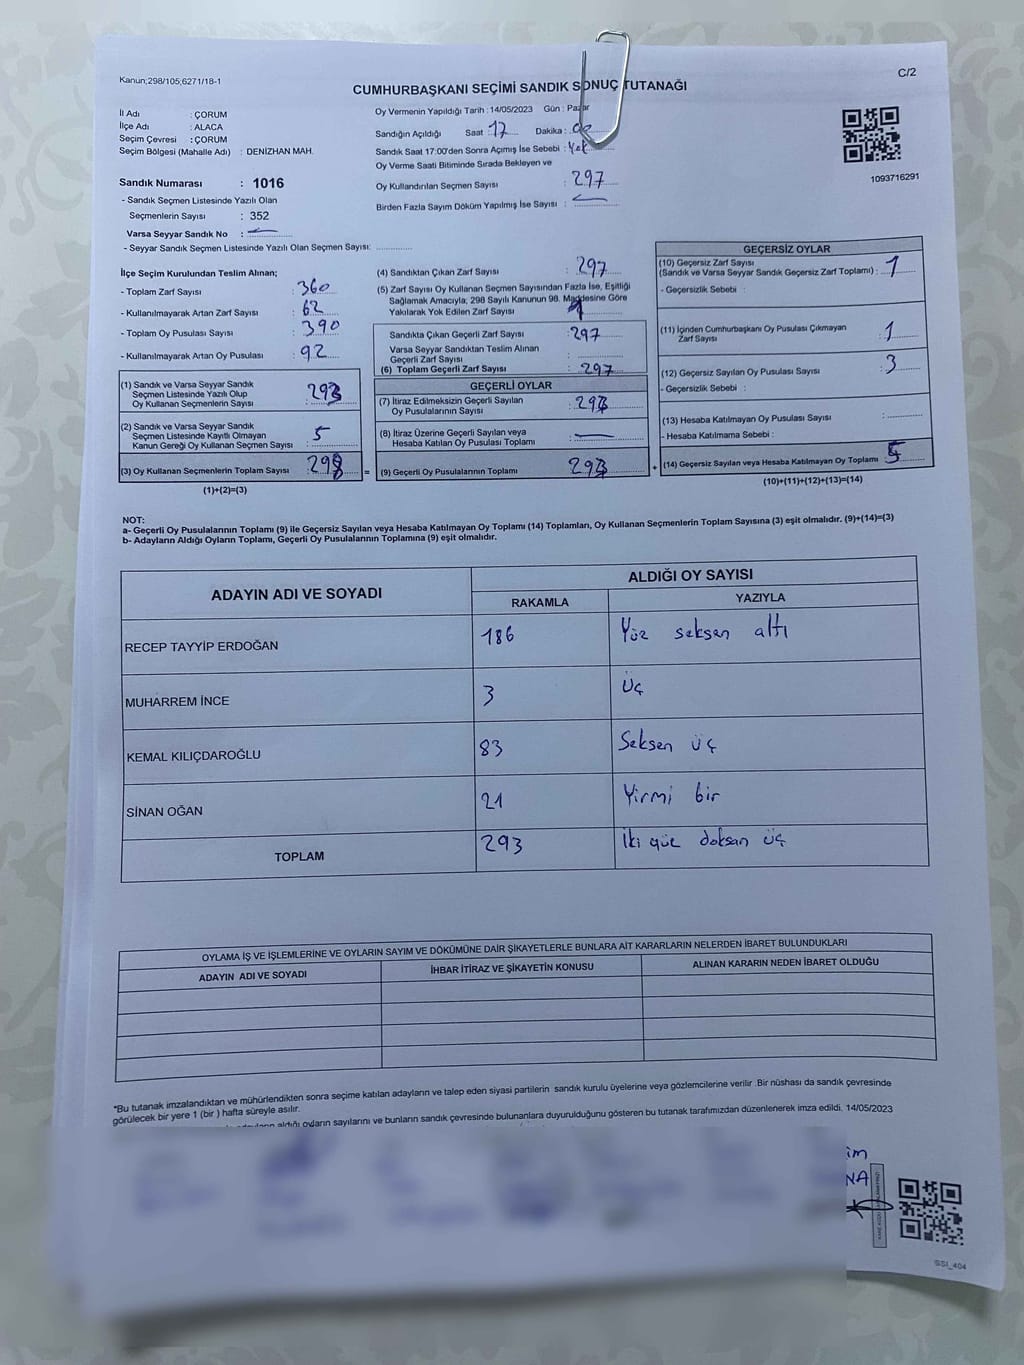 Kanun;298/105;6271/18-1
C/2
CUMHURBAŞKANI SEÇİMİ SANDIK SONUÇ TUTANAĞI
İl Adı : ÇORUM
İlçe Adı : ALACA
Seçim Çevresi : ÇORUM
Seçim Bölgesi (Mahalle Adı) : DENİZHAN MAH.
Sandık Numarası : 1016
- Sandık Seçmen Listesinde Yazılı Olan
Seçmenlerin Sayısı : 352
Varsa Seyyar Sandık No :
- Seyyar Sandık Seçmen Listesinde Yazılı Olan Seçmen Sayısı:
Oy Vermenin Yapıldığı Tarih : 14/05/2023 Gün : Pazar
Sandığın Açıldığı Saat : 17 Dakika :
Sandık Saat 17:00'den Sonra Açımış İse Sebebi : Yok
Oy Verme Saati Bitiminde Sırada Bekleyen ve
Oy Kullandırılan Seçmen Sayısı : 297
Birden Fazla Sayım Döküm Yapılmış İse Sayısı :
1093716291
İlçe Seçim Kurulundan Teslim Alınan;
- Toplam Zarf Sayısı : 360
- Kullanılmayarak Artan Zarf Sayısı : 62
- Toplam Oy Pusulası Sayısı : 390
- Kullanılmayarak Artan Oy Pusulası : 92
(1) Sandık ve Varsa Seyyar Sandık
Seçmen Listesinde Yazılı Olup
Oy Kullanan Seçmenlerin Sayısı : 293
(2) Sandık ve Varsa Seyyar Sandık
Seçmen Listesinde Kayıtlı Olmayan
Kanun Gereği Oy Kullanan Seçmen Sayısı : 5
(3) Oy Kullanan Seçmenlerin Toplam Sayısı : 298 =
(1)+(2)=(3)
(4) Sandıktan Çıkan Zarf Sayısı : 297
(5) Zarf Sayısı Oy Kullanan Seçmen Sayısından Fazla İse, Eşitliği
Sağlamak Amacıyla; 298 Sayılı Kanunun 98. Maddesine Göre
Yakılarak Yok Edilen Zarf Sayısı :
Sandıkta Çıkan Geçerli Zarf Sayısı : 297
Varsa Seyyar Sandıktan Teslim Alınan
Geçerli Zarf Sayısı :
(6) Toplam Geçerli Zarf Sayısı : 297
GEÇERLİ OYLAR
(7) İtiraz Edilmeksizin Geçerli Sayılan
Oy Pusulalarının Sayısı : 293
(8) İtiraz Üzerine Geçerli Sayılan veya
Hesaba Katılan Oy Pusulası Toplamı :
(9) Geçerli Oy Pusulalarının Toplamı : 293 +
GEÇERSİZ OYLAR
(10) Geçersiz Zarf Sayısı
(Sandık ve Varsa Seyyar Sandık Geçersiz Zarf Toplamı) : 1
- Geçersizlik Sebebi :
(11) İçinden Cumhurbaşkanı Oy Pusulası Çıkmayan
Zarf Sayısı : 1
(12) Geçersiz Sayılan Oy Pusulası Sayısı : 3
- Geçersizlik Sebebi :
(13) Hesaba Katılmayan Oy Pusulası Sayısı :
- Hesaba Katılmama Sebebi :
(14) Geçersiz Sayılan veya Hesaba Katılmayan Oy Toplamı : 5
(10)+(11)+(12)+(13)=(14)
NOT:
a- Geçerli Oy Pusulalarının Toplamı (9) ile Geçersiz Sayılan veya Hesaba Katılmayan Oy Toplamı (14) Toplamları, Oy Kullanan Seçmenlerin Toplam Sayısına (3) eşit olmalıdır. (9)+(14)=(3)
b- Adayların Aldığı Oyların Toplamı, Geçerli Oy Pusulalarının Toplamına (9) eşit olmalıdır.
ADAYIN ADI VE SOYADI
ALDIĞI OY SAYISI
RAKAMLA YAZIYLA
RECEP TAYYİP ERDOĞAN 186 Yüz seksen altı
MUHARREM İNCE 3 Üç
KEMAL KILIÇDAROĞLU 83 Seksen üç
SİNAN OĞAN 21 Yirmi bir
TOPLAM 293 İki yüz doksan üç
OYLAMA İŞ VE İŞLEMLERİNE VE OYLARIN SAYIM VE DÖKÜMÜNE DAİR ŞİKAYETLERLE BUNLARA AİT KARARLARIN NELERDEN İBARET BULUNDUKLARI
ADAYIN ADI VE SOYADI İHBAR İTİRAZ VE ŞİKAYETİN KONUSU ALINAN KARARIN NEDEN İBARET OLDUĞU
"Bu tutanak imzalandıktan ve mühürlendikten sonra seçime katılan adayların ve talep eden siyasi partilerin sandık kurulu üyelerine veya gözlemcilerine verilir .Bir nüshası da sandık çevresinde
görülecek bir yere 1 (bir ) hafta süreyle asılır.
aldığı oyların sayılarını ve bunların sandık çevresinde bulunanlara duyurulduğunu gösteren bu tutanak tarafımızdan düzenlenerek imza edildi. 14/05/2023
im
NA
SSİ_404